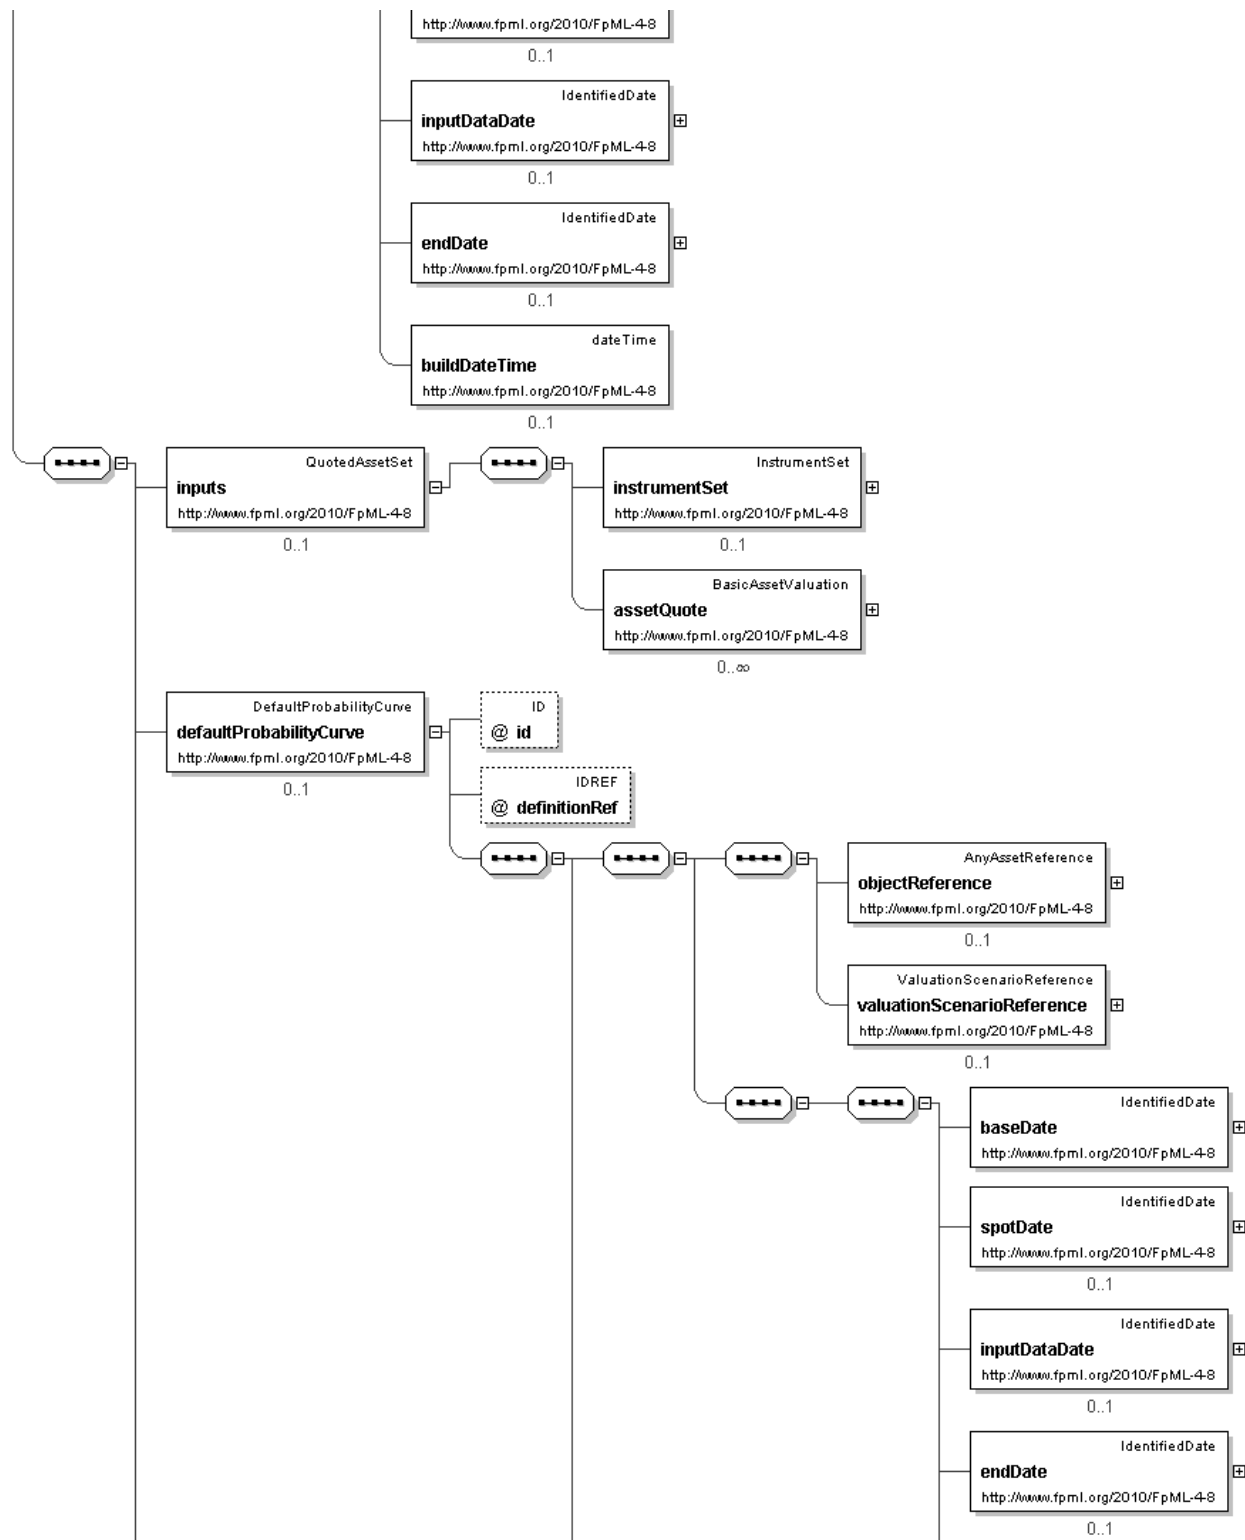 http://www.fpml.org/2010/FpML-4-8
0..1
IdentifiedDate
inputDataDate
http://www.fpml.org/2010/FpML-4-8
0..1
IdentifiedDate
endDate
http://www.fpml.org/2010/FpML-4-8
0..1
dateTime
buildDateTime
http://www.fpml.org/2010/FpML-4-8
0..1
QuotedAssetSet
inputs
http://www.fpml.org/2010/FpML-4-8
0..1
InstrumentSet
instrumentSet
http://www.fpml.org/2010/FpML-4-8
0..1
BasicAssetValuation
assetQuote
http://www.fpml.org/2010/FpML-4-8
0..∞
DefaultProbabilityCurve
defaultProbabilityCurve
http://www.fpml.org/2010/FpML-4-8
0..1
ID
@ id
IDREF
@ definitionRef
AnyAssetReference
objectReference
http://www.fpml.org/2010/FpML-4-8
0..1
ValuationScenarioReference
valuationScenarioReference
http://www.fpml.org/2010/FpML-4-8
0..1
IdentifiedDate
baseDate
http://www.fpml.org/2010/FpML-4-8
IdentifiedDate
spotDate
http://www.fpml.org/2010/FpML-4-8
0..1
IdentifiedDate
inputDataDate
http://www.fpml.org/2010/FpML-4-8
0..1
IdentifiedDate
endDate
http://www.fpml.org/2010/FpML-4-8
0..1